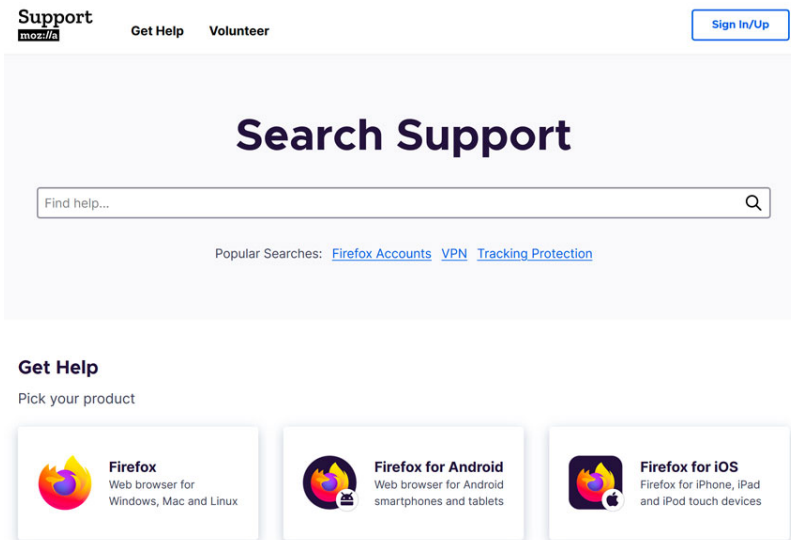 Support
moz://a
Get Help Volunteer
Sign In/Up
Search Support
Find help...
Popular Searches: Firefox Accounts VPN Tracking Protection
Get Help
Pick your product
Firefox
Web browser for
Windows, Mac and Linux
Firefox for Android
Web browser for Android
smartphones and tablets
Firefox for iOS
Firefox for iPhone, iPad
and iPod touch devices